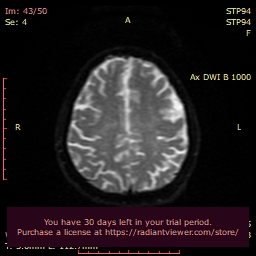 Im: 43/50
STP94
Se: 4
STP94
F
A
Ax DWI B 1000
R
L
You have 30 days left in your trial period.
Purchase a license at https://radiantviewer.com/store/